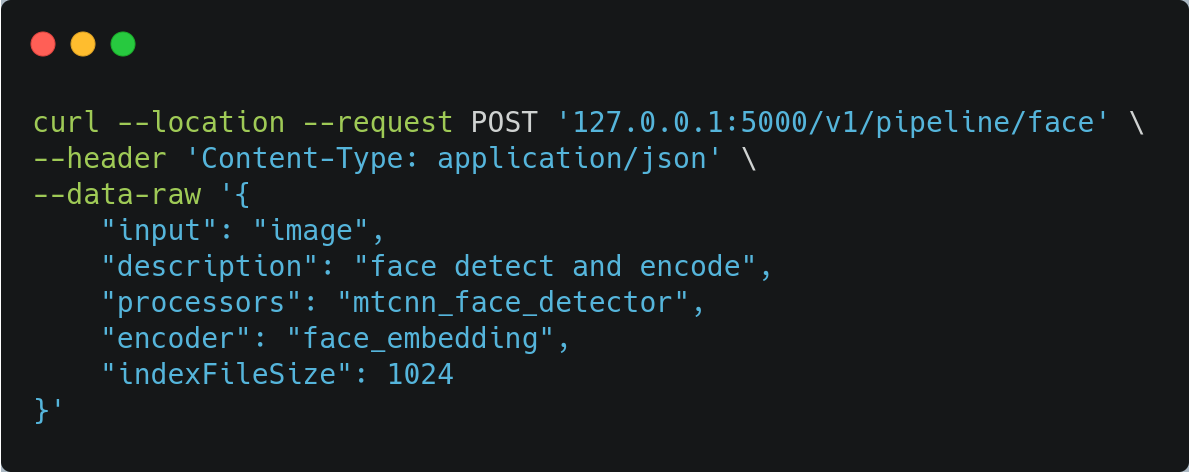 curl --location --request POST '127.0.0.1:5000/v1/pipeline/face' \
--header 'Content-Type: application/json' \
--data-raw '{
    "input": "image",
    "description": "face detect and encode",
    "processors": "mtcnn_face_detector",
    "encoder": "face_embedding",
    "indexFileSize": 1024
}'